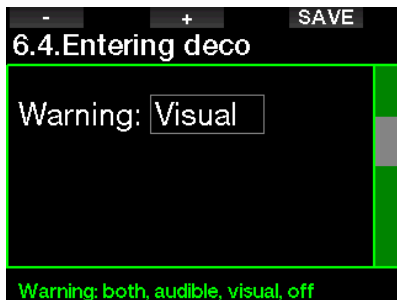 - + SAVE
6.4.Entering deco
Warning: Visual
Warning: both, audible, visual, off